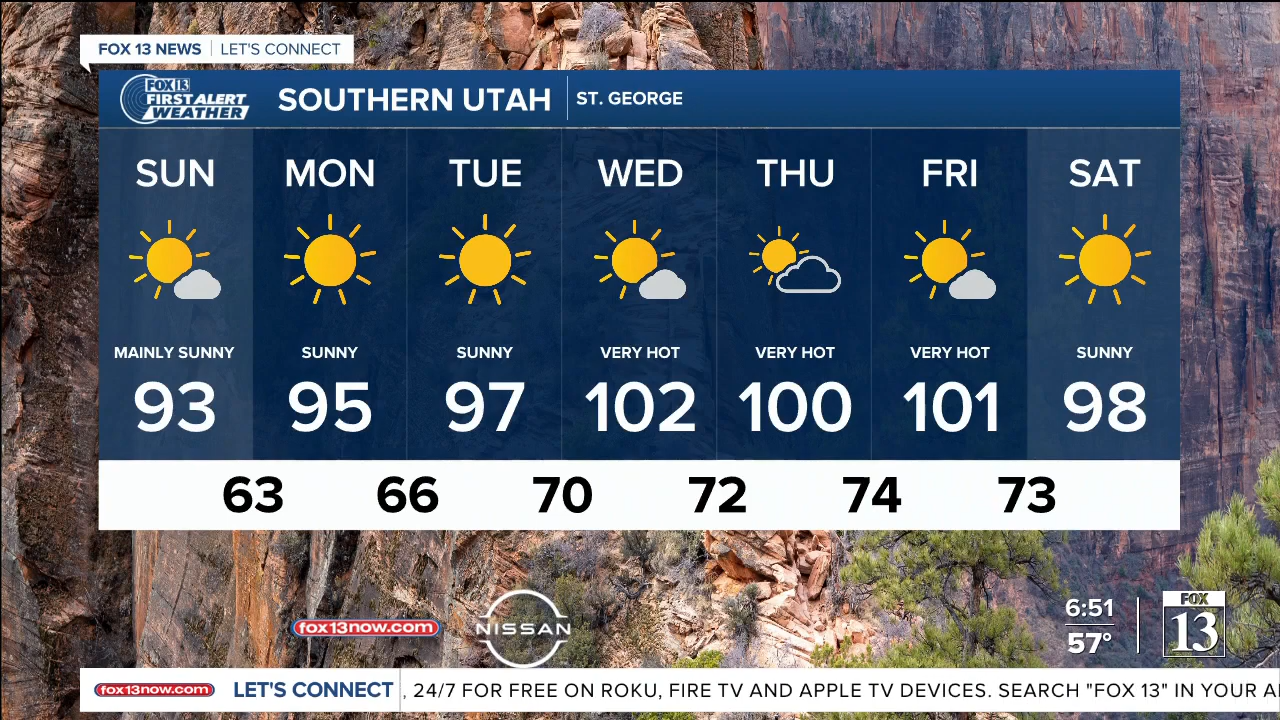 FOX 13 NEWS | LET'S CONNECT
FOX 13
FIRST ALERT
WEATHER
SOUTHERN UTAH | ST. GEORGE
SUN MON TUE WED THU FRI SAT
MAINLY SUNNY SUNNY SUNNY VERY HOT VERY HOT VERY HOT SUNNY
93 95 97 102 100 101 98
63 66 70 72 74 73
fox13now.com
NISSAN
6:51
57°
FOX
13
fox13now.com LET'S CONNECT , 24/7 FOR FREE ON ROKU, FIRE TV AND APPLE TV DEVICES. SEARCH "FOX 13" IN YOUR